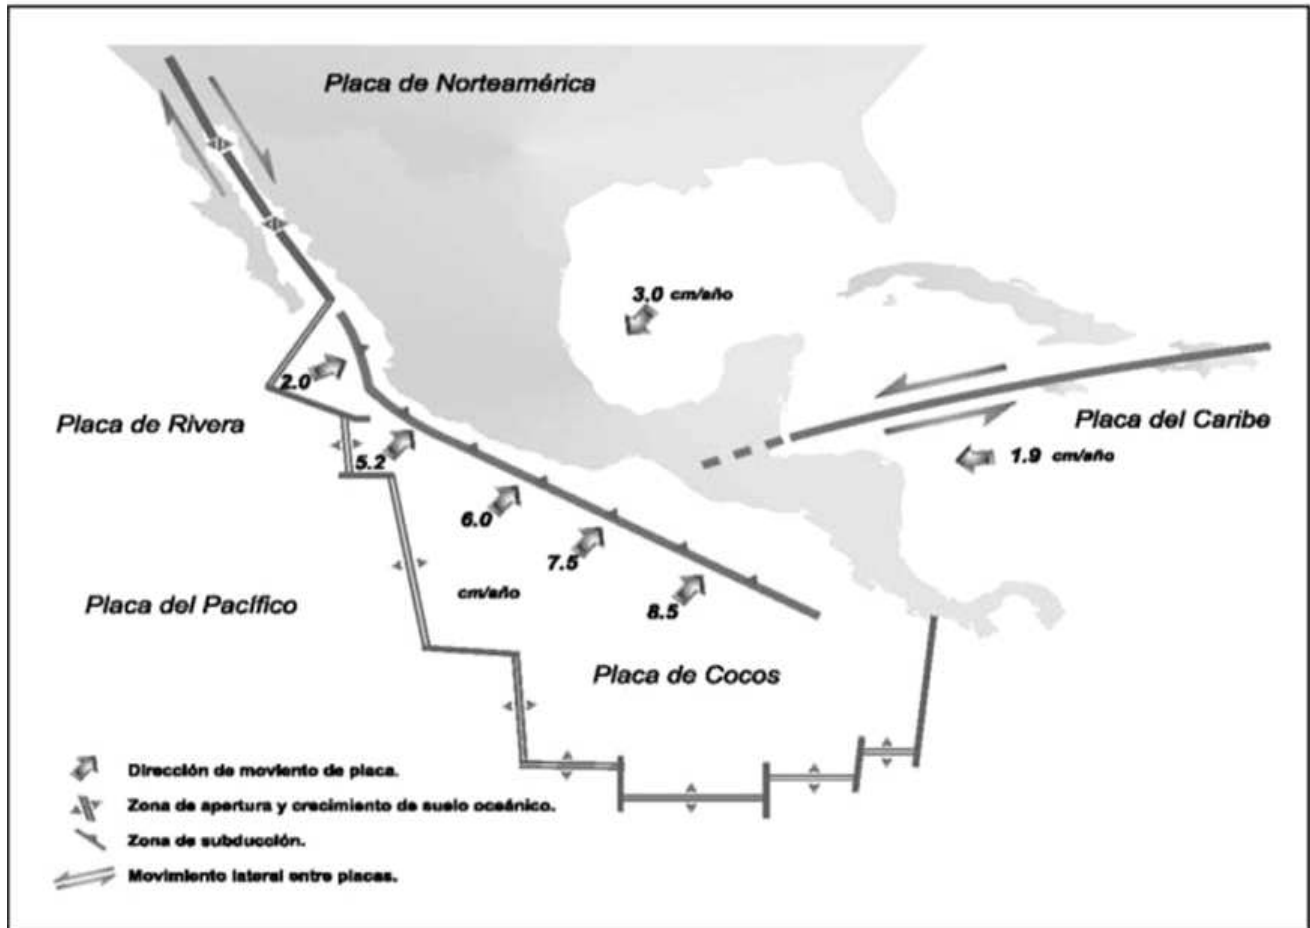 Placa de Norteamérica
3.0 cm/año
2.0
Placa de Rivera
Placa del Caribe
5.2
1.9 cm/año
6.0
7.5
cm/año
8.5
Placa del Pacífico
Placa de Cocos
Dirección de moviento de placa.
Zona de apertura y crecimiento de suelo oceánico.
Zona de subducción.
Movimiento lateral entre placas.